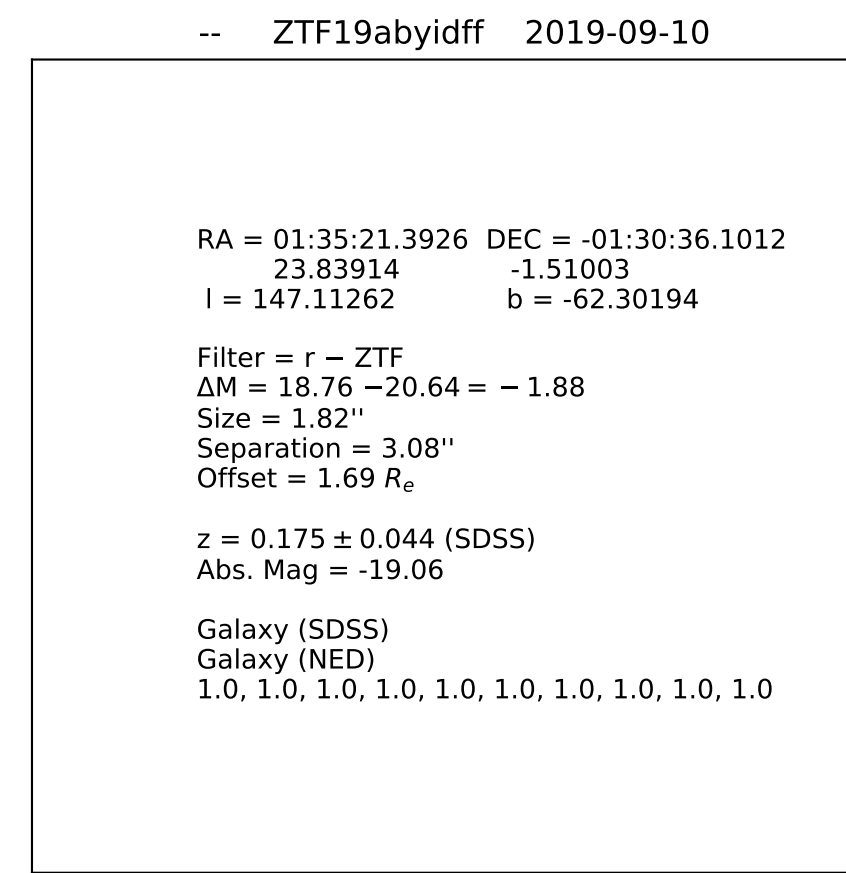 -- ZTF19abyidff 2019-09-10
RA = 01:35:21.3926 DEC = -01:30:36.1012
23.83914 -1.51003
l = 147.11262 b = -62.30194
Filter = r − ZTF
ΔM = 18.76 −20.64 = − 1.88
Size = 1.82''
Separation = 3.08''
Offset = 1.69 Rₑ
z = 0.175 ± 0.044 (SDSS)
Abs. Mag = -19.06
Galaxy (SDSS)
Galaxy (NED)
1.0, 1.0, 1.0, 1.0, 1.0, 1.0, 1.0, 1.0, 1.0, 1.0